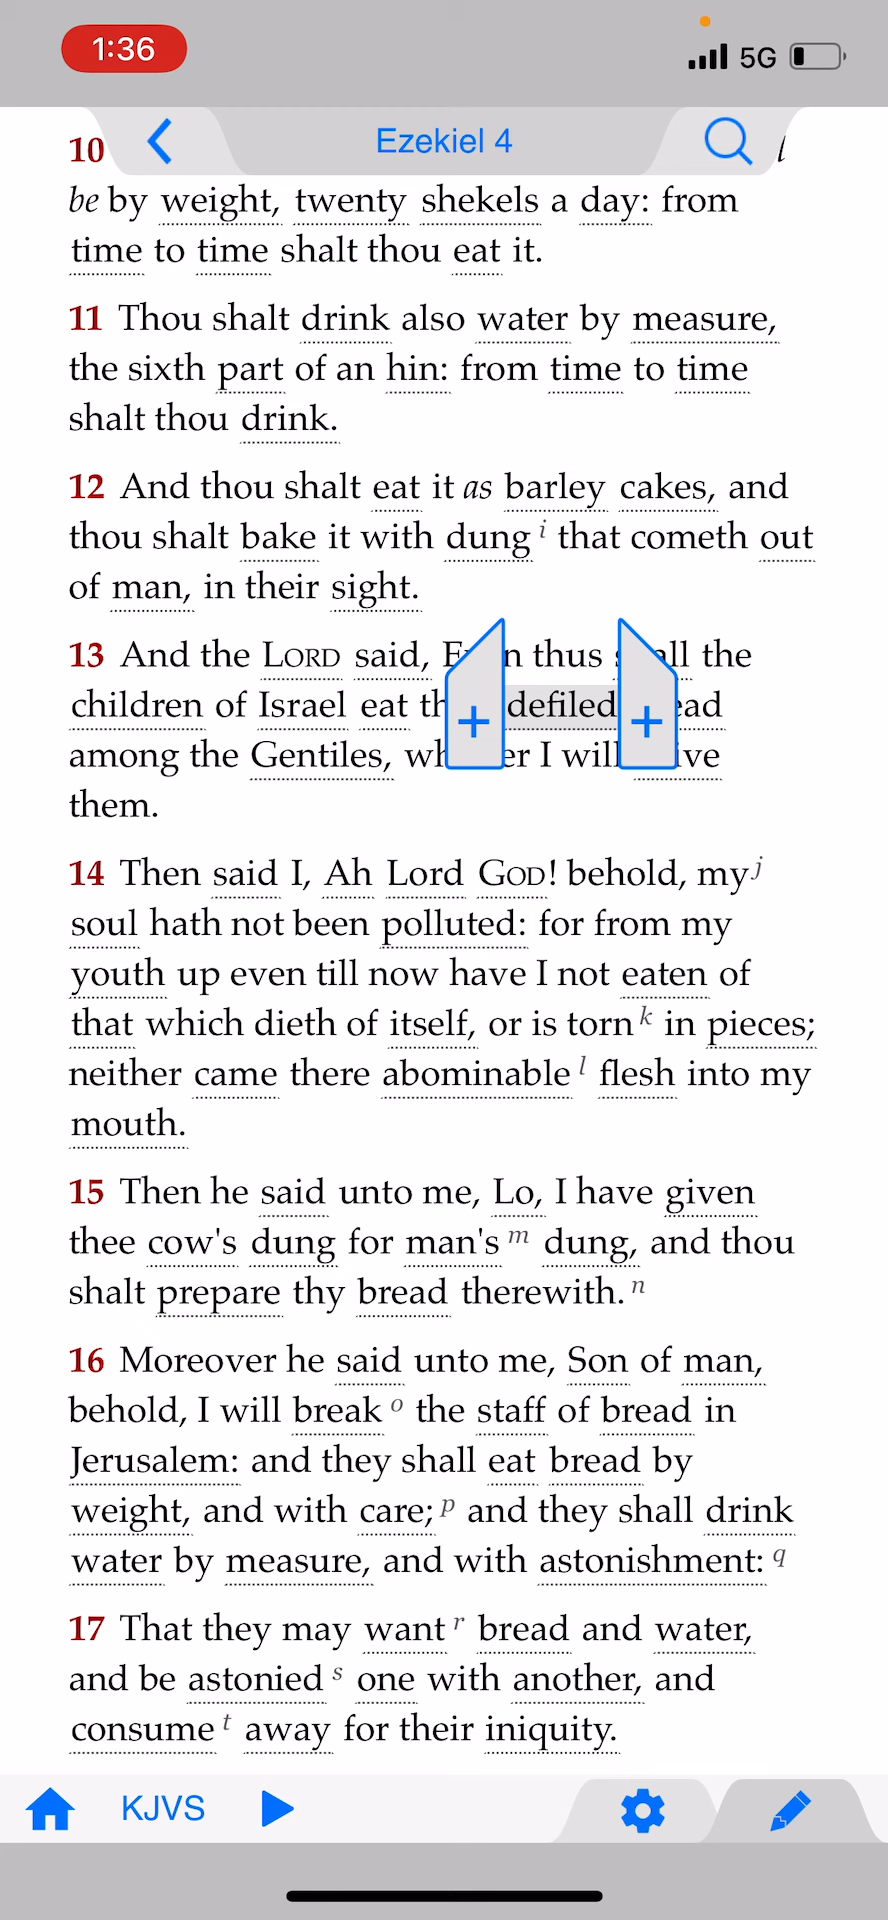 1:36
5G
Ezekiel 4
10
be by weight, twenty shekels a day: from
time to time shalt thou eat it.
11 Thou shalt drink also water by measure,
the sixth part of an hin: from time to time
shalt thou drink.
12 And thou shalt eat it as barley cakes, and
thou shalt bake it with dung i that cometh out
of man, in their sight.
13 And the LORD said, thus the
children of Israel eat defiled
among the Gentiles, I will
them.
14 Then said I, Ah Lord GOD! behold, my j
soul hath not been polluted: for from my
youth up even till now have I not eaten of
that which dieth of itself, or is torn k in pieces;
neither came there abominable l flesh into my
mouth.
15 Then he said unto me, Lo, I have given
thee cow's dung for man's m dung, and thou
shalt prepare thy bread therewith. n
16 Moreover he said unto me, Son of man,
behold, I will break o the staff of bread in
Jerusalem: and they shall eat bread by
weight, and with care; p and they shall drink
water by measure, and with astonishment: q
17 That they may want r bread and water,
and be astonied s one with another, and
consume t away for their iniquity.
KJVS